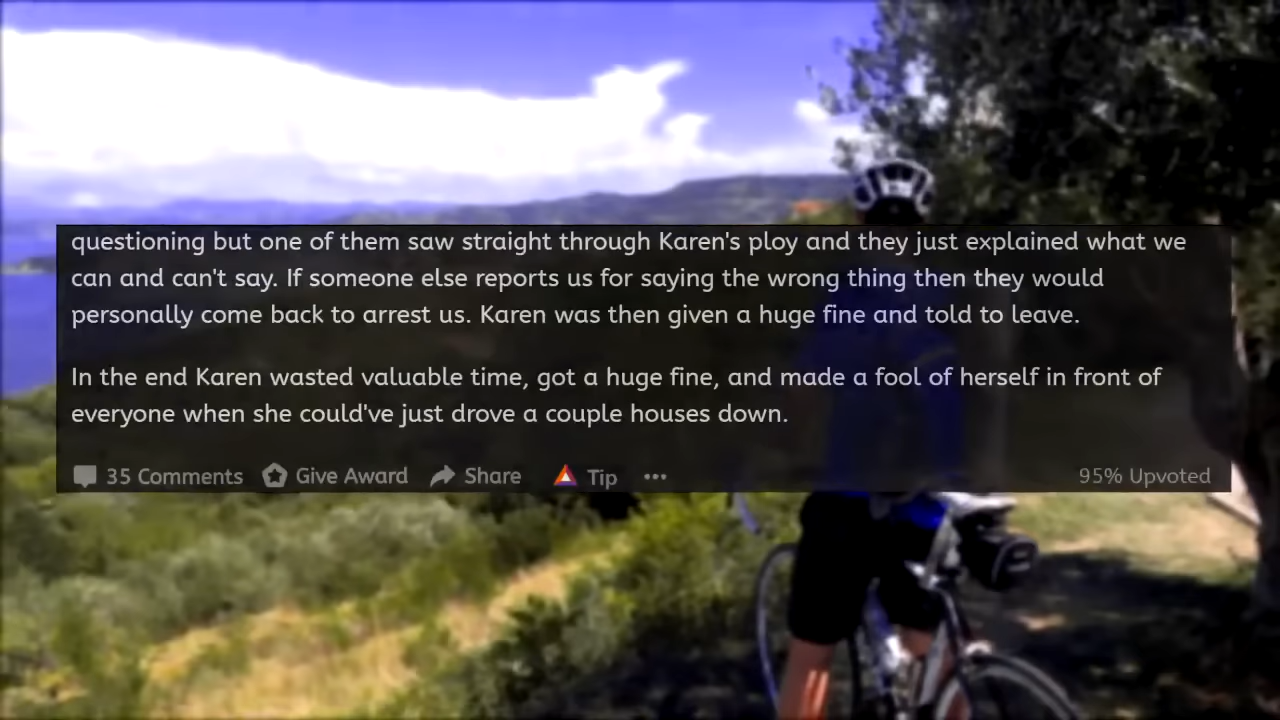 questioning but one of them saw straight through Karen's ploy and they just explained what we
can and can't say. If someone else reports us for saying the wrong thing then they would
personally come back to arrest us. Karen was then given a huge fine and told to leave.
In the end Karen wasted valuable time, got a huge fine, and made a fool of herself in front of
everyone when she could've just drove a couple houses down.
35 Comments Give Award Share Tip ••• 95% Upvoted